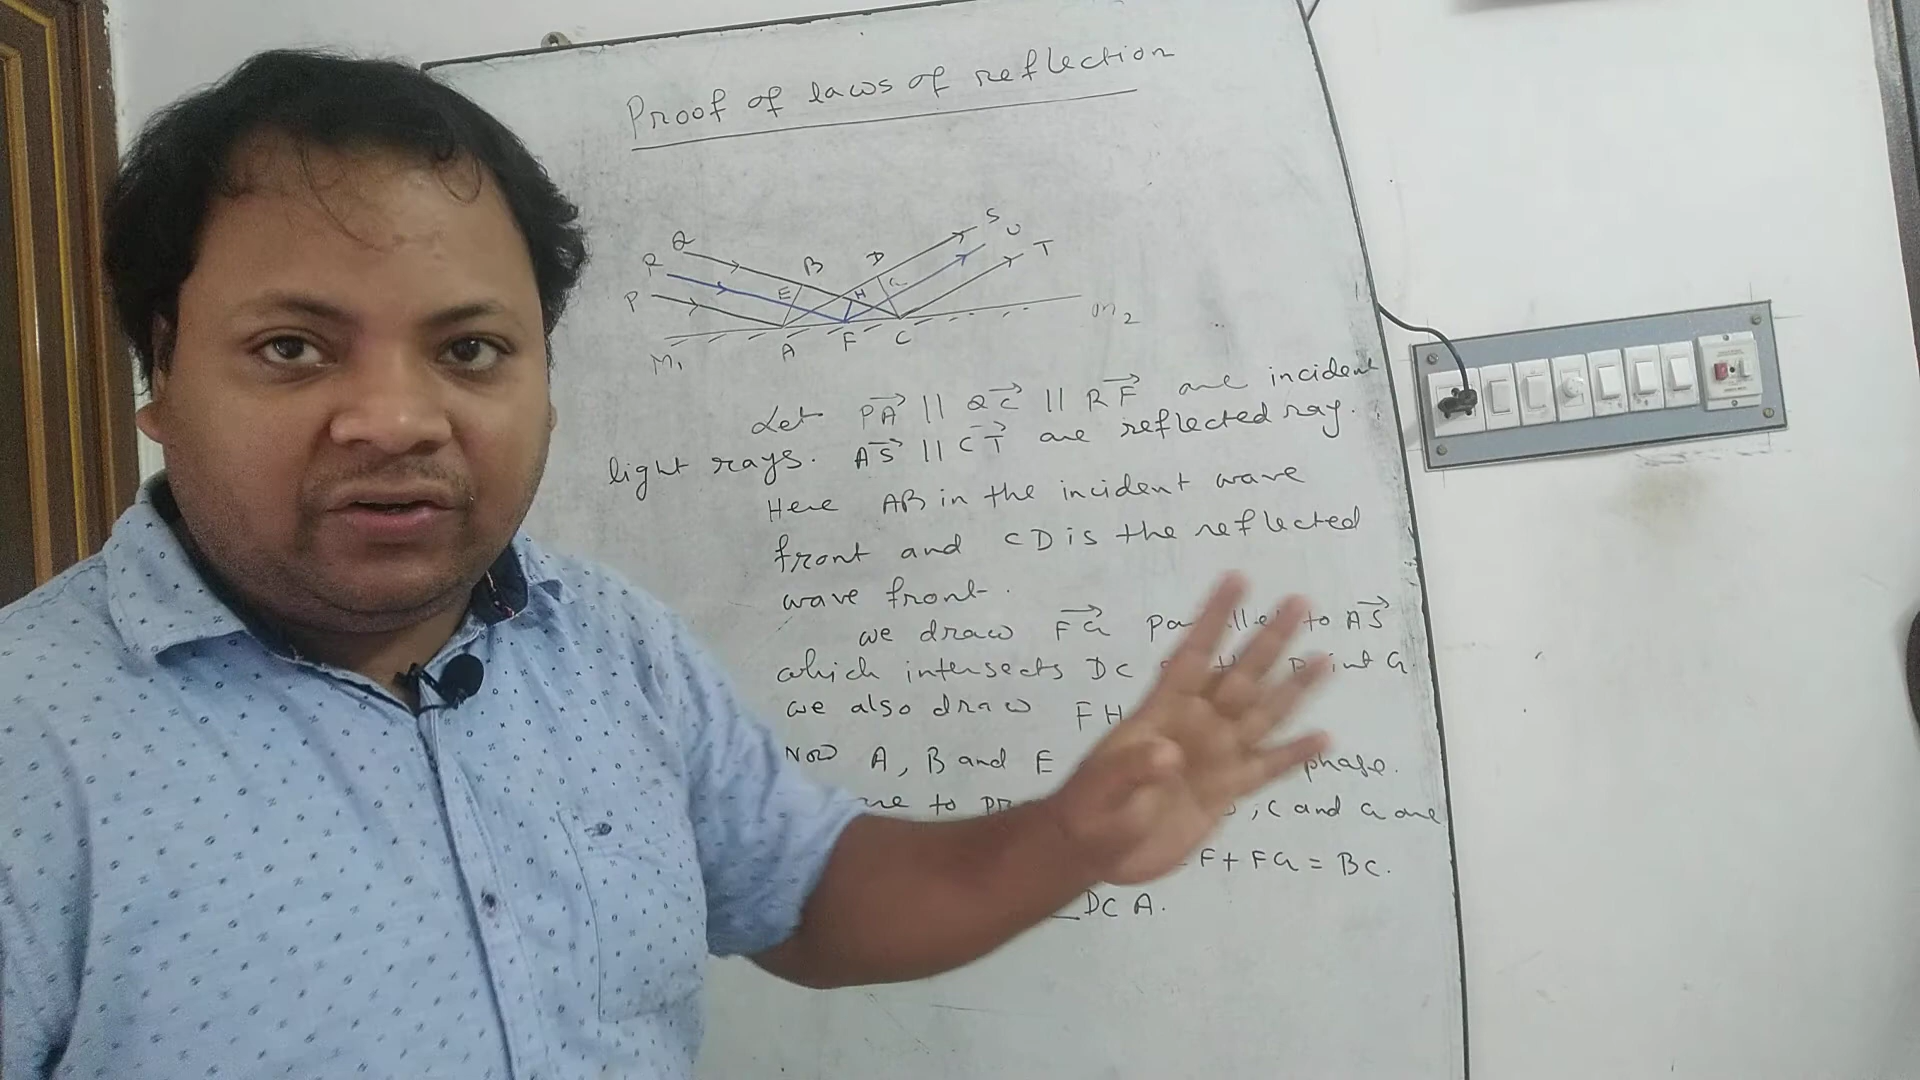 Proof of laws of reflection
Q
R
P
B
E
D
H
G
S
U
T
M1
A
F
C
m2
Let PA→ || QC→ || RF→ are incident
light rays. AS→ || CT→ are reflected ray.
Here AB in the incident wave
front and CD is the reflected
wave front.
we draw FG→ parallel to AS→
which intersects DC point G.
we also draw FH
Now A, B and E phase.
to , C and G are
F + FG = BC.
DCA.